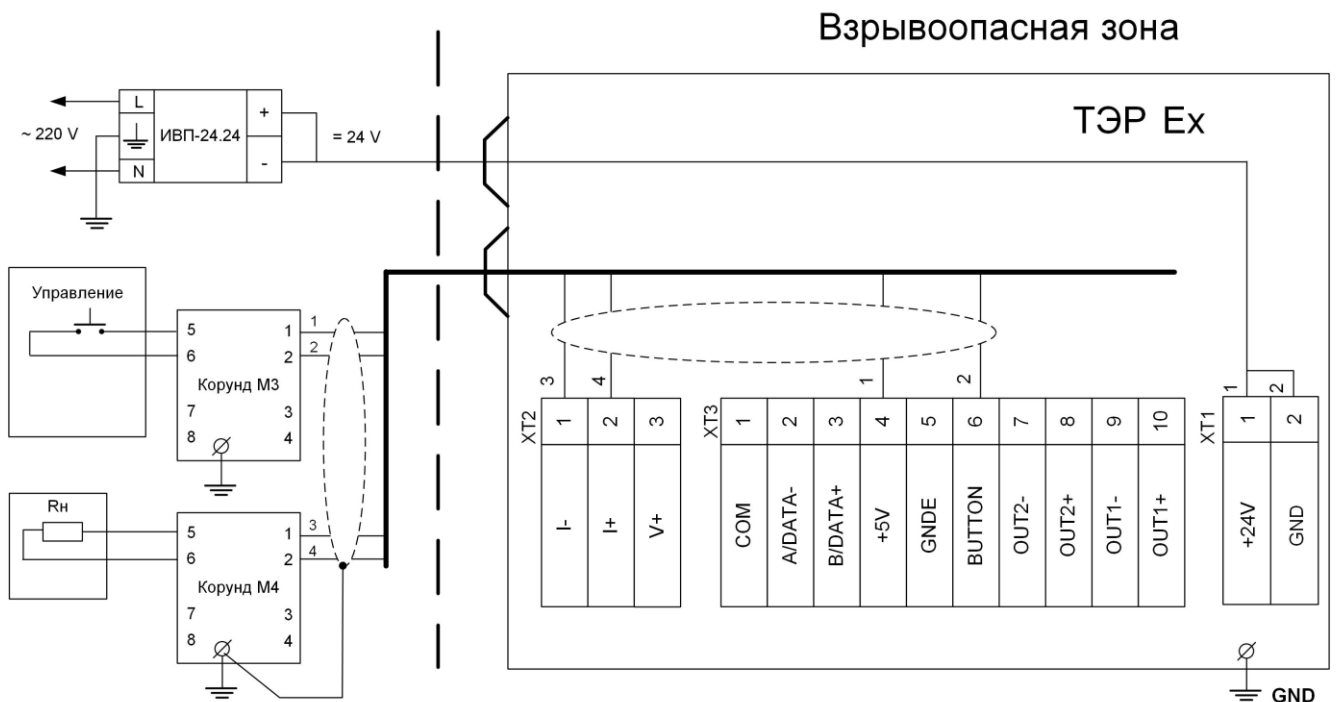 Взрывоопасная зона
ТЭР Ex
~ 220 V
L
N
ИВП-24.24
+
-
= 24 V
Управление
5
6
7
8
1
2
3
4
Корунд М3
1
2
Rн
5
6
7
8
1
2
3
4
Корунд М4
3
4
3
4
1
2
1
2
XT2
1
2
3
I-
I+
V+
XT3
1
2
3
4
5
6
7
8
9
10
COM
A/DATA-
B/DATA+
+5V
GNDE
BUTTON
OUT2-
OUT2+
OUT1-
OUT1+
XT1
1
2
+24V
GND
GND